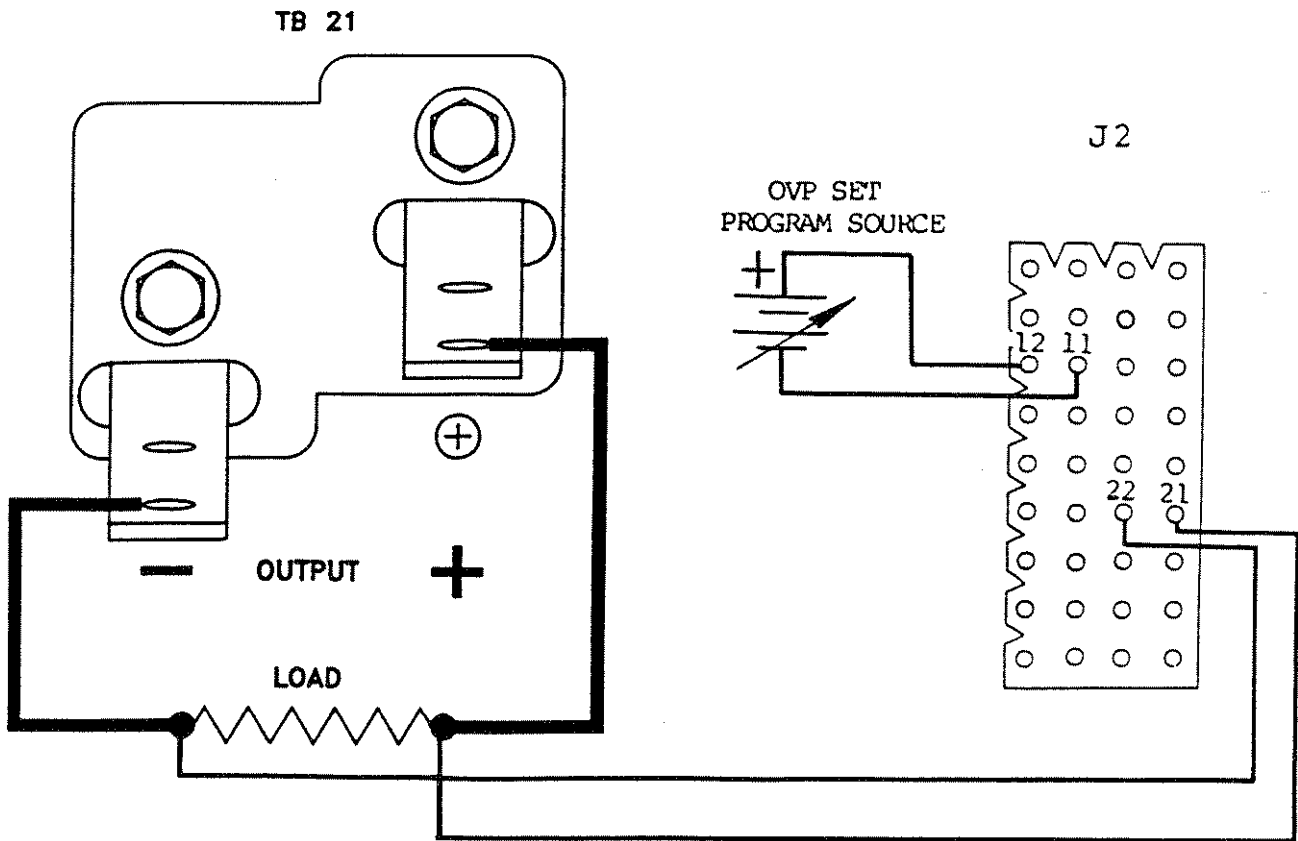 TB 21
J2
OVP SET
PROGRAM SOURCE
+
12 11
22 21
+
- OUTPUT +
LOAD